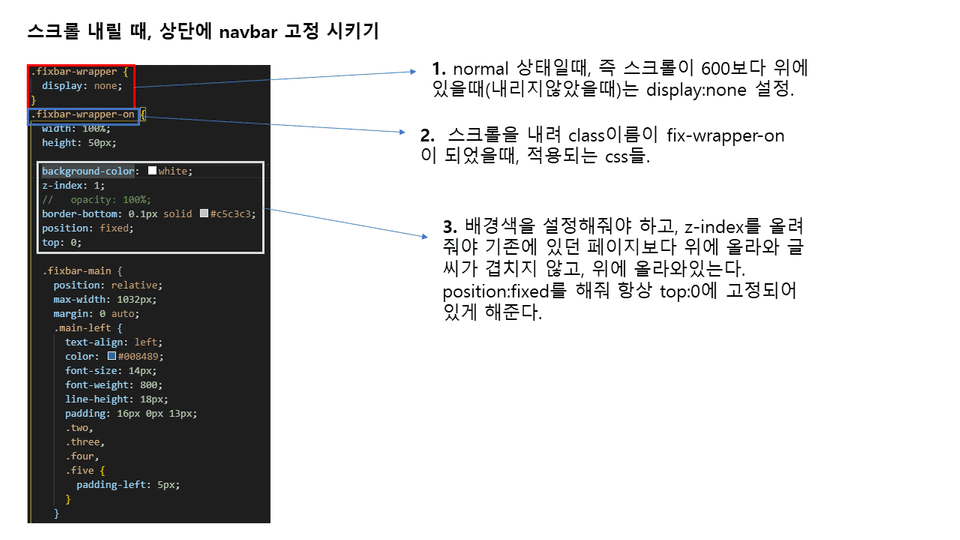 스크롤 내릴 때, 상단에 navbar 고정 시키기
.fixbar-wrapper {
display: none;
}
.fixbar-wrapper-on {
width: 100%;
height: 50px;
background-color: white;
z-index: 1;
// opacity: 100%;
border-bottom: 0.1px solid #c5c3c3;
position: fixed;
top: 0;
.fixbar-main {
position: relative;
max-width: 1032px;
margin: 0 auto;
.main-left {
text-align: left;
color: #008489;
font-size: 14px;
font-weight: 800;
line-height: 18px;
padding: 16px 0px 13px;
.two,
.three,
.four,
.five {
padding-left: 5px;
}
}
1. normal 상태일때, 즉 스크롤이 600보다 위에
있을때(내리지않았을때)는 display:none 설정.
2. 스크롤을 내려 class이름이 fix-wrapper-on
이 되었을때, 적용되는 css들.
3. 배경색을 설정해줘야 하고, z-index를 올려
줘야 기존에 있던 페이지보다 위에 올라와 글
씨가 겹치지 않고, 위에 올라와있는다.
position:fixed를 해줘 항상 top:0에 고정되어
있게 해준다.